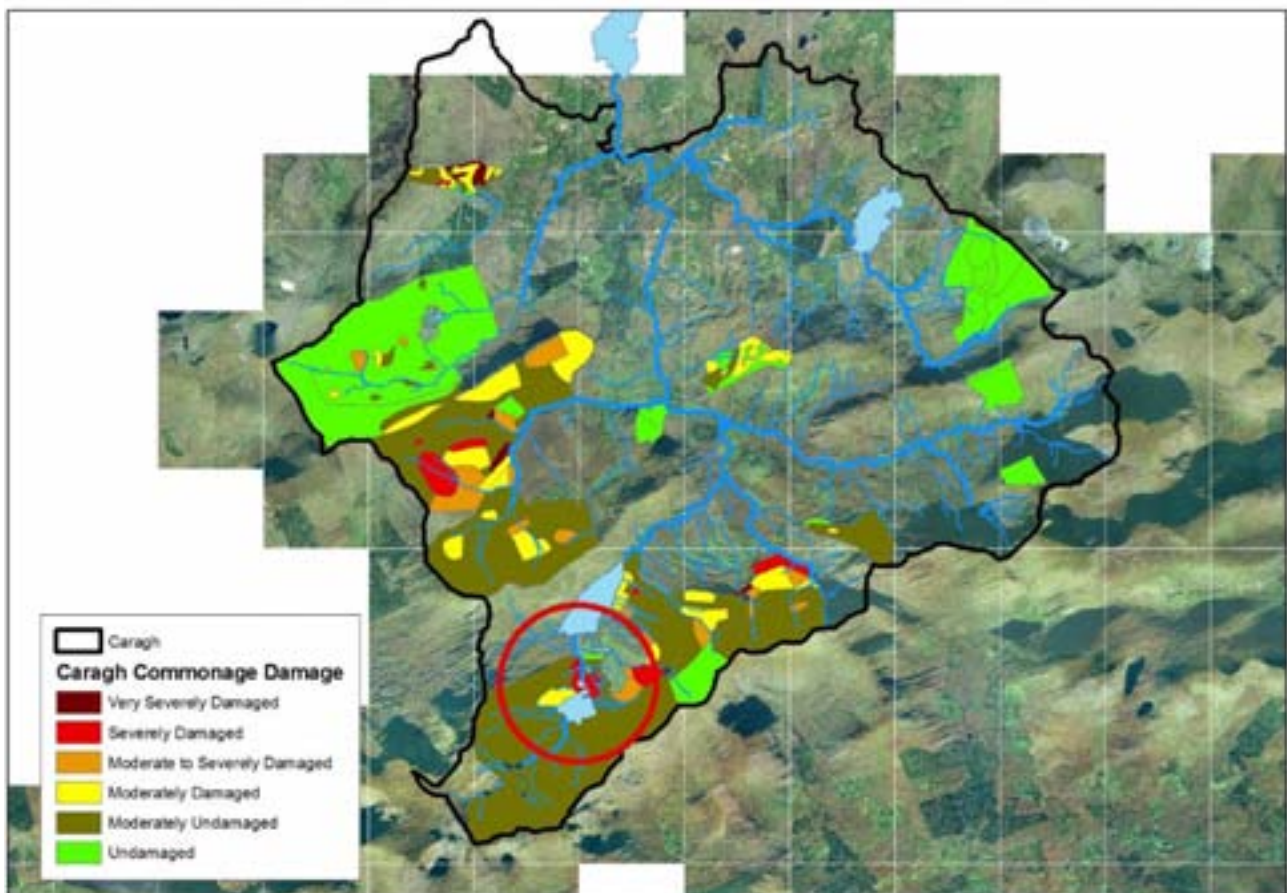 Caragh
Caragh Commonage Damage
Very Severely Damaged
Severely Damaged
Moderate to Severely Damaged
Moderately Damaged
Moderately Undamaged
Undamaged